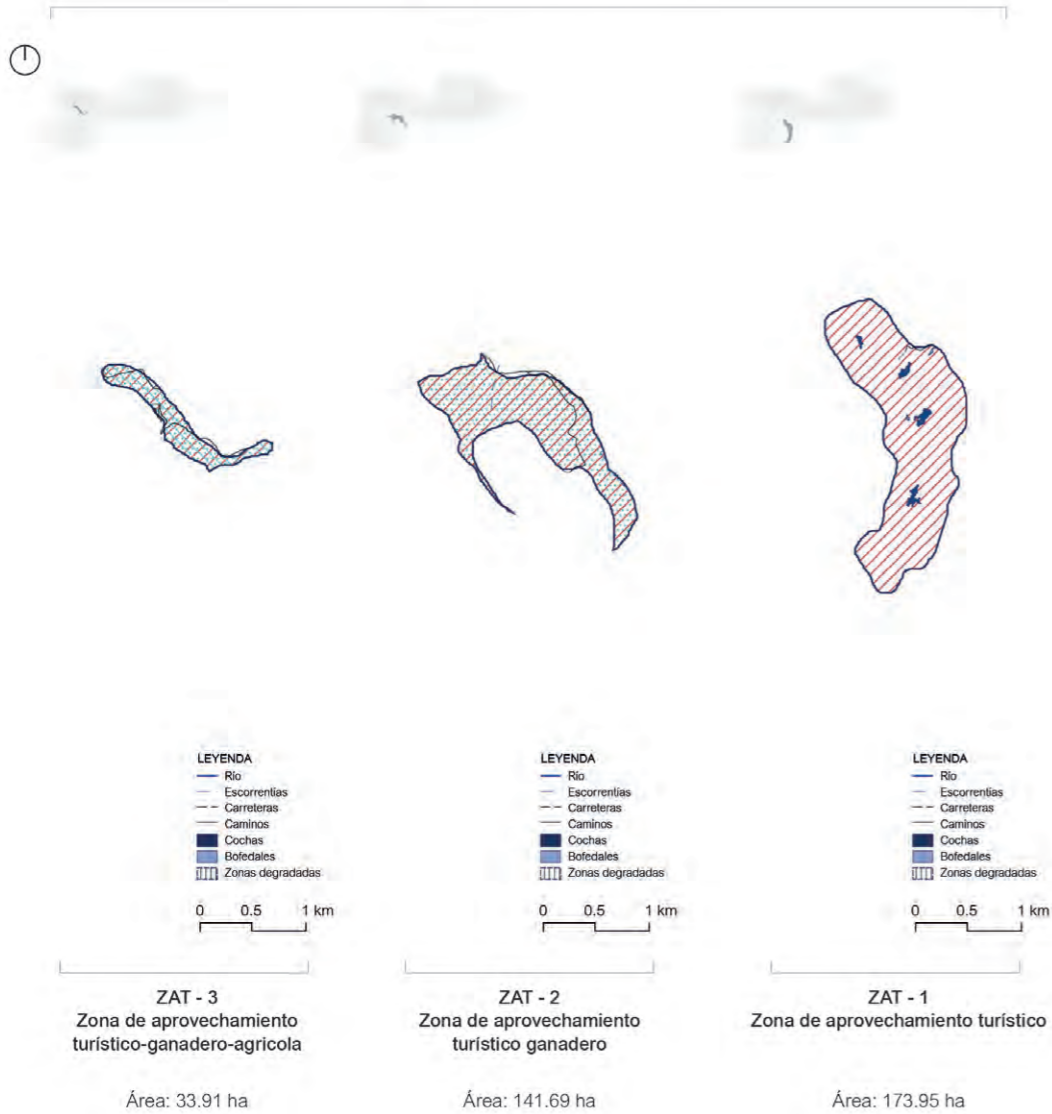 LEYENDA
Río
Escorrentías
Carreteras
Caminos
Cochas
Bofedales
Zonas degradadas
0 0.5 1 km
ZAT - 3
Zona de aprovechamiento
turístico-ganadero-agricola
Área: 33.91 ha
LEYENDA
Río
Escorrentías
Carreteras
Caminos
Cochas
Bofedales
Zonas degradadas
0 0.5 1 km
ZAT - 2
Zona de aprovechamiento
turístico ganadero
Área: 141.69 ha
LEYENDA
Río
Escorrentías
Carreteras
Caminos
Cochas
Bofedales
Zonas degradadas
0 0.5 1 km
ZAT - 1
Zona de aprovechamiento turístico
Área: 173.95 ha